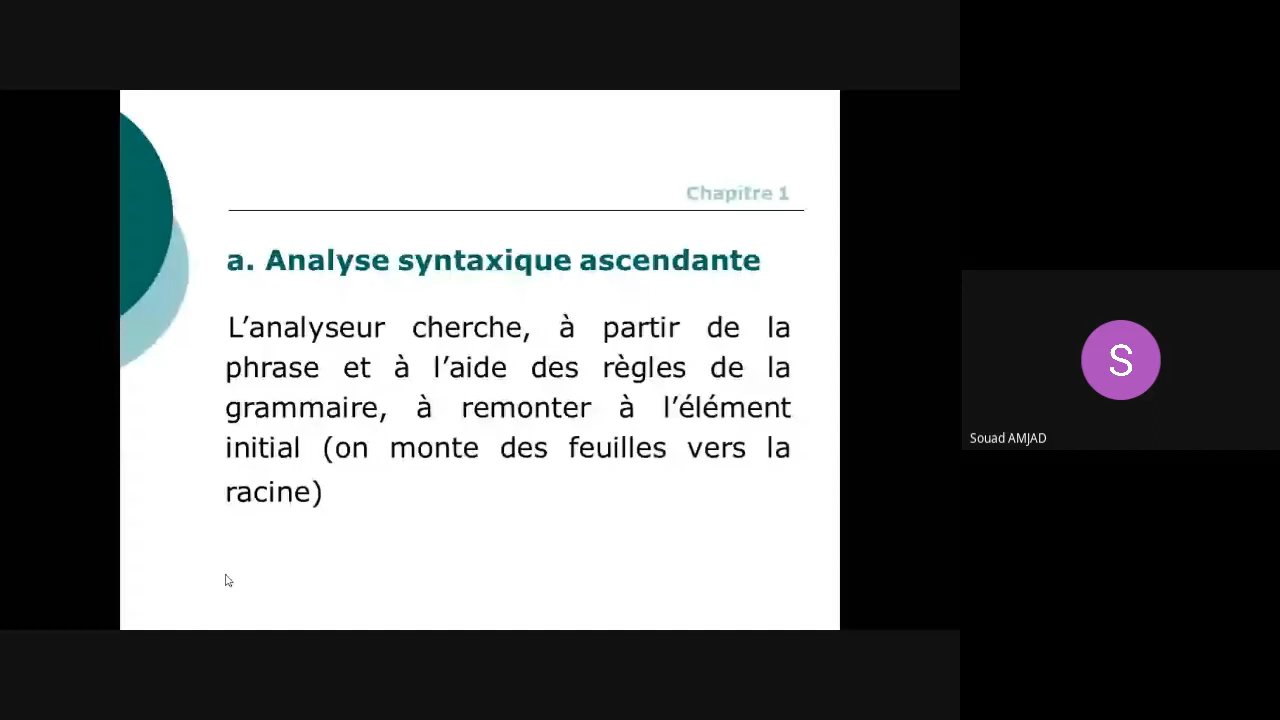 Chapitre 1
a. Analyse syntaxique ascendante
L’analyseur cherche, à partir de la
phrase et à l’aide des règles de la
grammaire, à remonter à l’élément
initial (on monte des feuilles vers la
racine)
S
Souad AMJAD